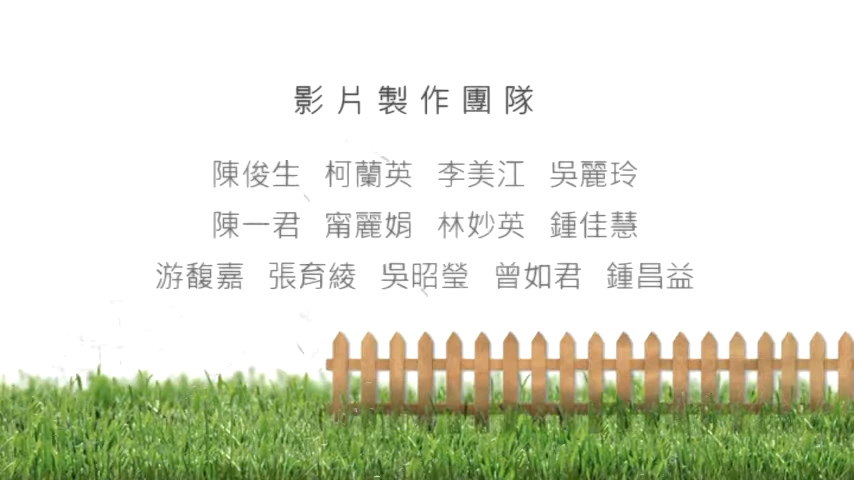 影片製作團隊
陳俊生 柯蘭英 李美江 吳麗玲
陳一君 甯麗娟 林妙英 鍾佳慧
游馥嘉 張育綾 吳昭瑩 曾如君 鍾昌益